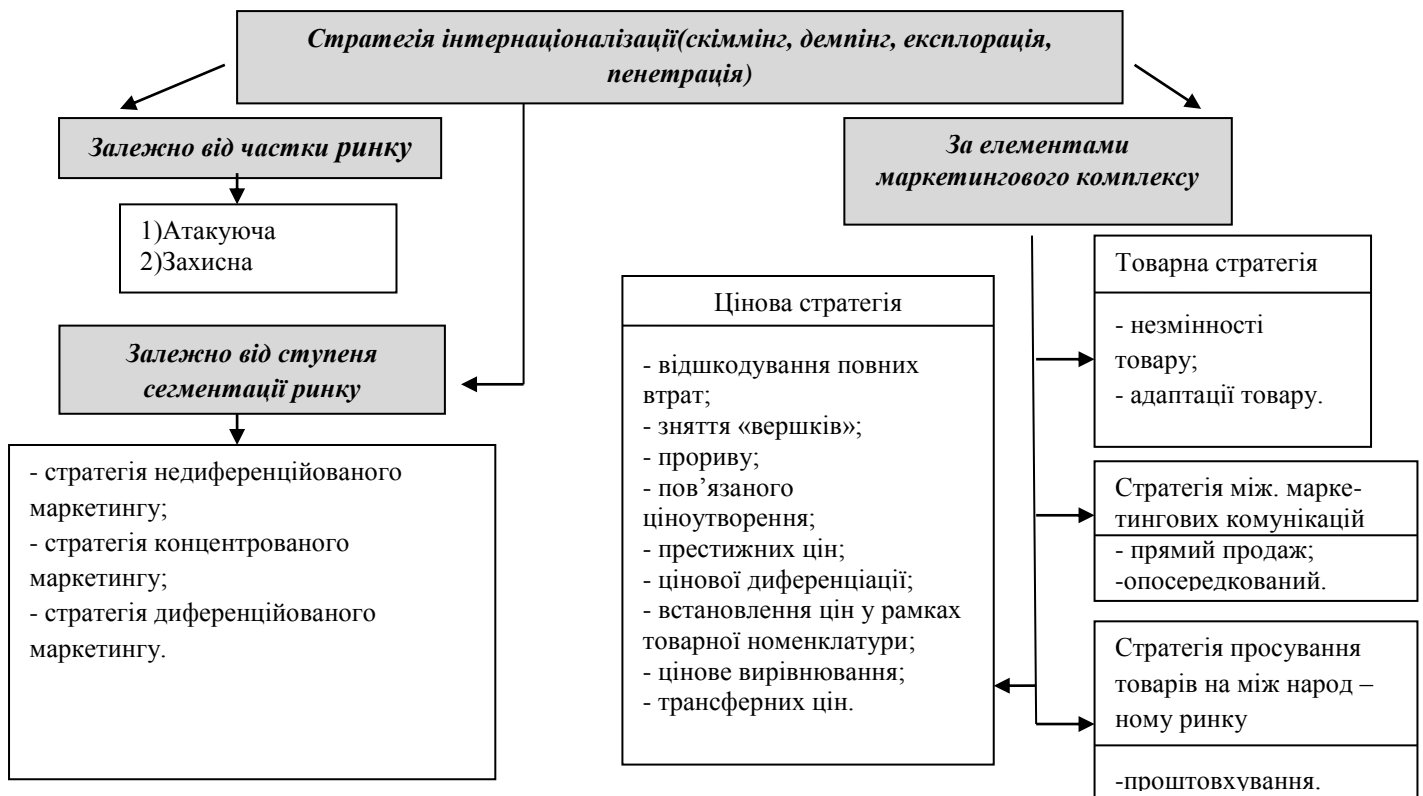 Стратегія інтернаціоналізації(скіммінг, демпінг, експлорація,
пенетрація)
Залежно від частки ринку
1)Атакуюча
2)Захисна
Залежно від ступеня
сегментації ринку
- стратегія недиференційованого
маркетингу;
- стратегія концентрованого
маркетингу;
- стратегія диференційованого
маркетингу.
За елементами
маркетингового комплексу
Цінова стратегія
- відшкодування повних
втрат;
- зняття «вершків»;
- прориву;
- пов’язаного
ціноутворення;
- престижних цін;
- цінової диференціації;
- встановлення цін у рамках
товарної номенклатури;
- цінове вирівнювання;
- трансферних цін.
Товарна стратегія
- незмінності
товару;
- адаптації товару.
Стратегія між. марке-
тингових комунікацій
- прямий продаж;
-опосередкований.
Стратегія просування
товарів на між народ –
ному ринку
-проштовхування.